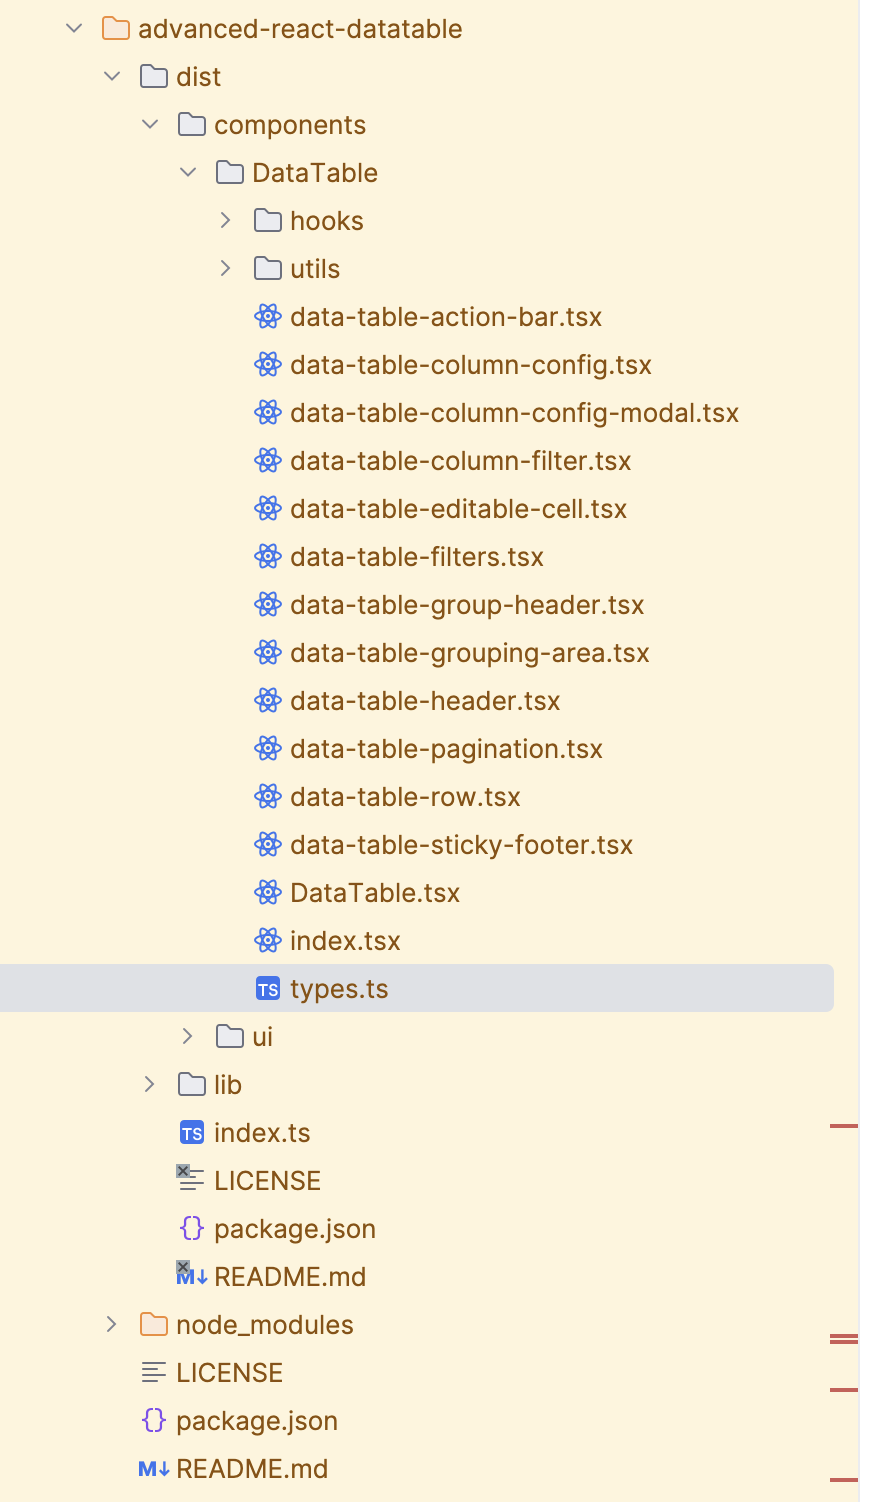 advanced-react-datatable
dist
components
DataTable
hooks
utils
data-table-action-bar.tsx
data-table-column-config.tsx
data-table-column-config-modal.tsx
data-table-column-filter.tsx
data-table-editable-cell.tsx
data-table-filters.tsx
data-table-group-header.tsx
data-table-grouping-area.tsx
data-table-header.tsx
data-table-pagination.tsx
data-table-row.tsx
data-table-sticky-footer.tsx
DataTable.tsx
index.tsx
TS types.ts
ui
lib
TS index.ts
LICENSE
{} package.json
M↓ README.md
node_modules
LICENSE
{} package.json
M↓ README.md